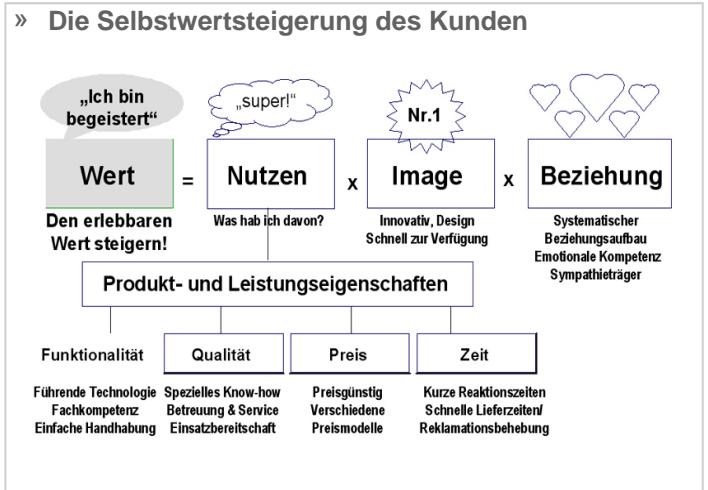 » Die Selbstwertsteigerung des Kunden
„Ich bin
begeistert“
„super!“
Nr.1
Wert = Nutzen x Image x Beziehung
Den erlebbaren
Wert steigern!
Was hab ich davon?
Innovativ, Design
Schnell zur Verfügung
Systematischer
Beziehungsaufbau
Emotionale Kompetenz
Sympathieträger
Produkt- und Leistungseigenschaften
Funktionalität
Führende Technologie
Fachkompetenz
Einfache Handhabung
Qualität
Spezielles Know-how
Betreuung & Service
Einsatzbereitschaft
Preis
Preisgünstig
Verschiedene
Preismodelle
Zeit
Kurze Reaktionszeiten
Schnelle Lieferzeiten/
Reklamationsbehebung